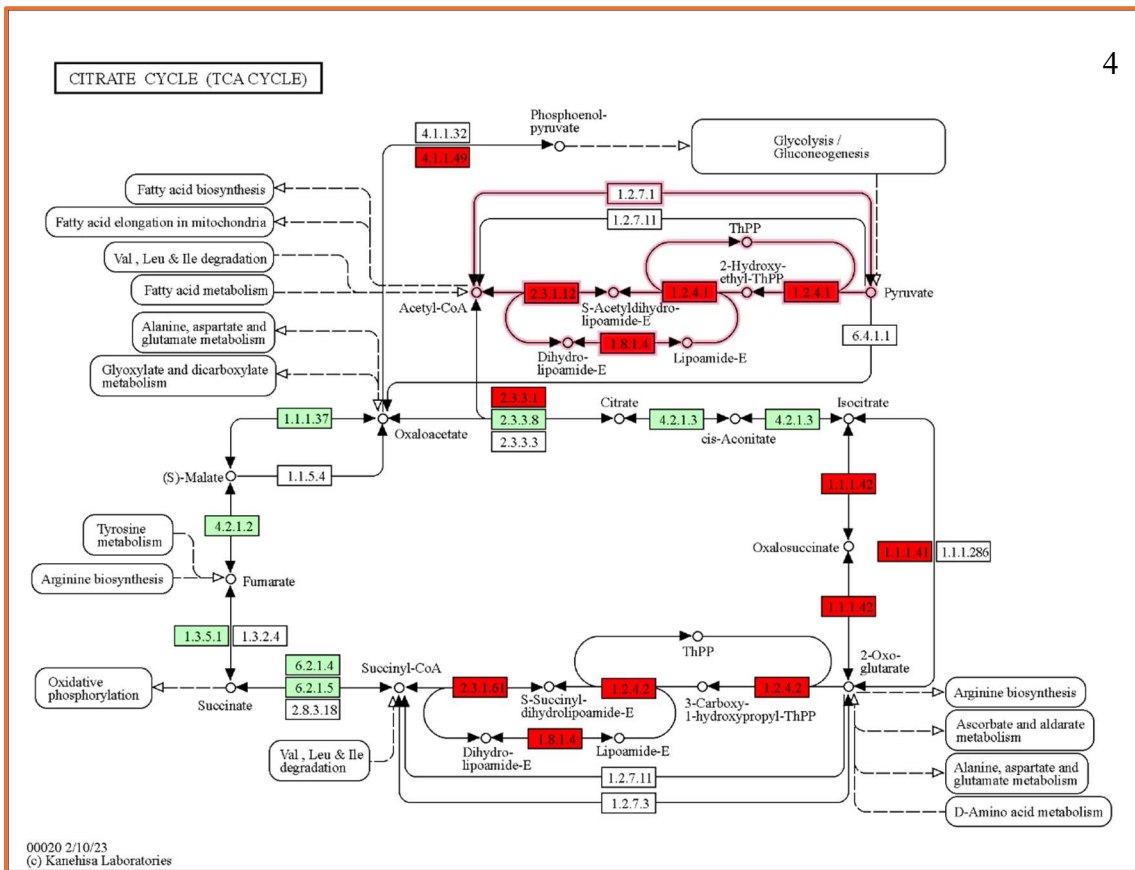 4
CITRATE CYCLE (TCA CYCLE)
Phosphoenol-
pyruvate
4.1.1.32
4.1.1.49
Glycolysis /
Gluconeogenesis
Fatty acid biosynthesis
Fatty acid elongation in mitochondria
Val , Leu & Ile degradation
Fatty acid metabolism
Alanine, aspartate and
glutamate metabolism
Glyoxylate and dicarboxylate
metabolism
1.2.7.1
1.2.7.11
ThPP
2-Hydroxy-
ethyl-ThPP
2.3.1.12
1.2.4.1
1.2.4.1
Acetyl-CoA
S-Acetyldihydro-
lipoamide-E
Pyruvate
1.8.1.4
Dihydro-
lipoamide-E
Lipoamide-E
6.4.1.1
2.3.3.1
2.3.3.8
2.3.3.3
Citrate
4.2.1.3
cis-Aconitate
4.2.1.3
Isocitrate
1.1.1.37
Oxaloacetate
(S)-Malate
1.1.5.4
1.1.1.42
Oxalosuccinate
1.1.1.41
1.1.1.286
1.1.1.42
4.2.1.2
Tyrosine
metabolism
Arginine biosynthesis
Fumarate
1.3.5.1
1.3.2.4
Oxidative
phosphorylation
Succinate
6.2.1.4
6.2.1.5
2.8.3.18
Succinyl-CoA
ThPP
2-Oxo-
glutarate
2.3.1.61
1.2.4.2
1.2.4.2
S-Succinyl-
dihydrolipoamide-E
3-Carboxy-
1-hydroxypropyl-ThPP
1.8.1.4
Dihydro-
lipoamide-E
Lipoamide-E
Val , Leu & Ile
degradation
1.2.7.11
1.2.7.3
Arginine biosynthesis
Ascorbate and aldarate
metabolism
Alanine, aspartate and
glutamate metabolism
D-Amino acid metabolism
00020 2/10/23
(c) Kanehisa Laboratories